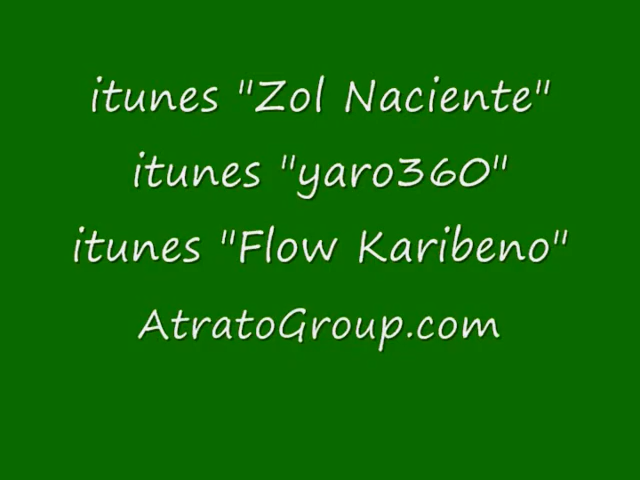 itunes "Zol Naciente"
itunes "yaro360"
itunes "Flow Karibeno"
AtratoGroup.com